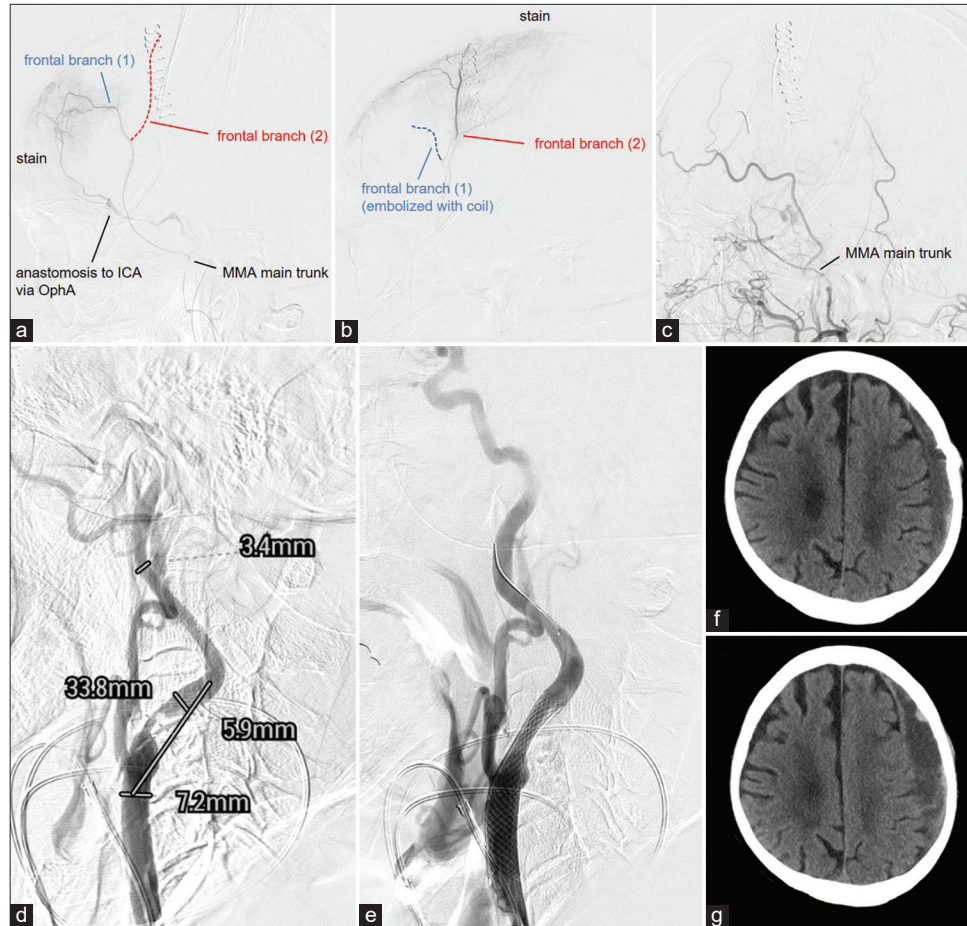 frontal branch (1)
frontal branch (2)
stain
anastomosis to ICA
via OphA
MMA main trunk
a
stain
frontal branch (2)
frontal branch (1)
(embolized with coil)
b
MMA main trunk
c
3.4mm
33.8mm
5.9mm
7.2mm
d
e
f
g